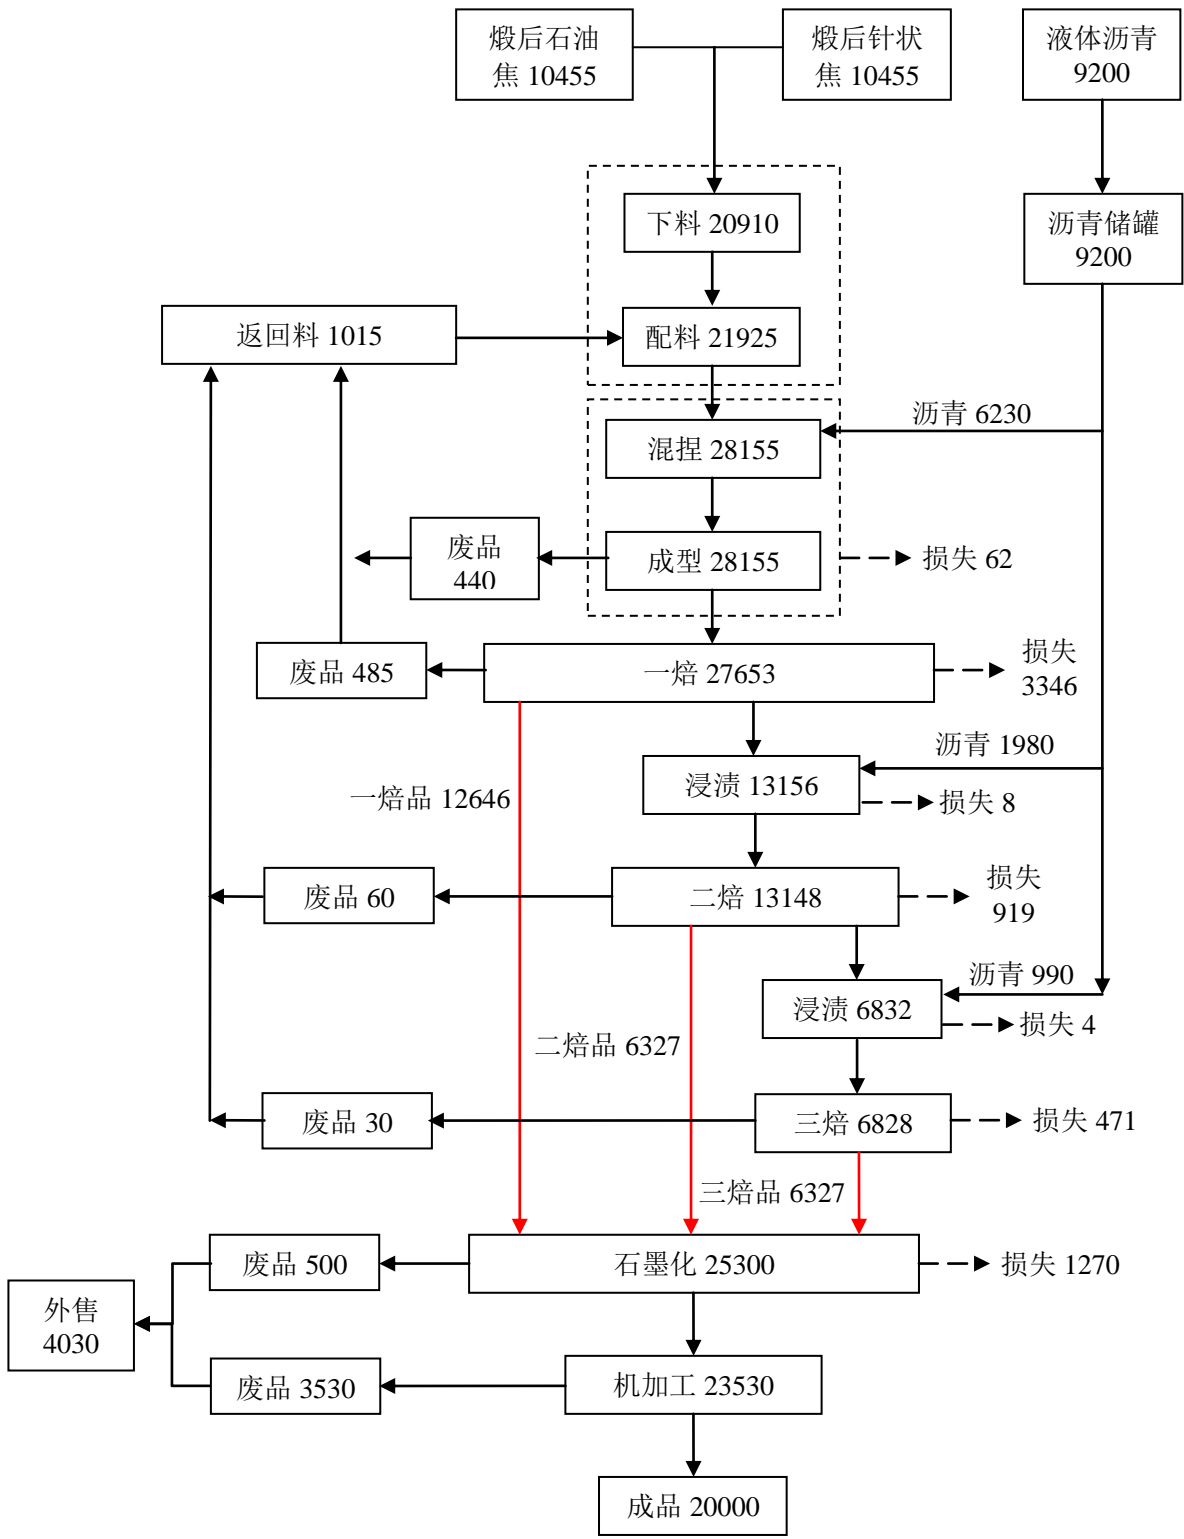 煅后石油
焦 10455
煅后针状
焦 10455
液体沥青
9200
下料 20910
沥青储罐
9200
返回料 1015
配料 21925
沥青 6230
混捏 28155
废品
440
成型 28155
损失 62
废品 485
一焙 27653
损失
3346
沥青 1980
一焙品 12646
浸渍 13156
损失 8
废品 60
二焙 13148
损失
919
沥青 990
浸渍 6832
损失 4
二焙品 6327
废品 30
三焙 6828
损失 471
三焙品 6327
废品 500
石墨化 25300
损失 1270
外售
4030
废品 3530
机加工 23530
成品 20000